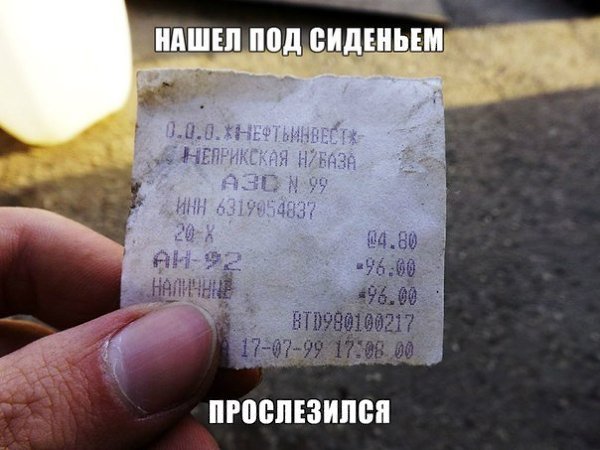 НАШЕЛ ПОД СИДЕНЬЕМ
О.О.О.*НЕФТЬИНВЕСТ*
НЕПРИКСКАЯ Н/БАЗА
АЗС N 99
ИНН 6319054837
20 X @4.80
АИ-92 ▪96.00
НАЛИЧНЫЕ ▪96.00
BTD980100217
17-07-99 17:08 00
ПРОСЛЕЗИЛСЯ